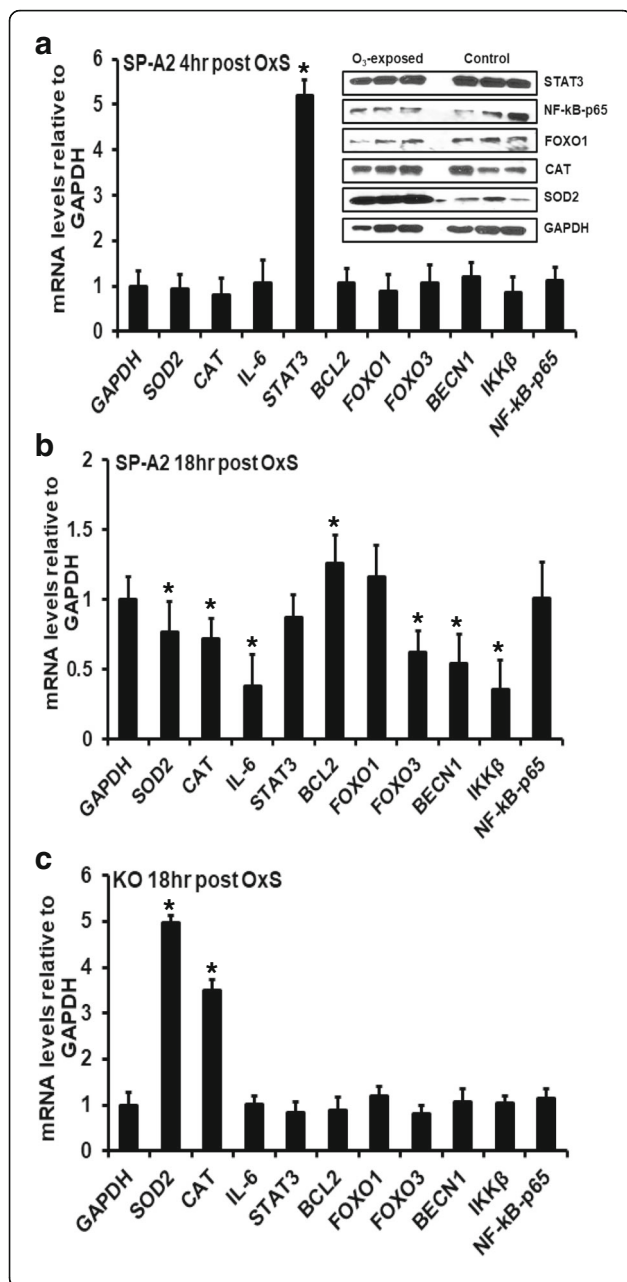 a
SP-A2 4hr post OxS
mRNA levels relative to
GAPDH
6
5
4
3
2
1
0
*
O₃-exposed Control
STAT3
NF-kB-p65
FOXO1
CAT
SOD2
GAPDH
GAPDH
SOD2
CAT
IL-6
STAT3
BCL2
FOXO1
FOXO3
BECN1
IKKβ
NF-kB-p65
b
SP-A2 18hr post OxS
mRNA levels relative to
GAPDH
2
1.5
1
0.5
0
* * * * * * *
GAPDH
SOD2
CAT
IL-6
STAT3
BCL2
FOXO1
FOXO3
BECN1
IKKβ
NF-kB-p65
c
KO 18hr post OxS
mRNA levels relative to
GAPDH
6
5
4
3
2
1
0
* *
GAPDH
SOD2
CAT
IL-6
STAT3
BCL2
FOXO1
FOXO3
BECN1
IKKβ
NF-kB-p65